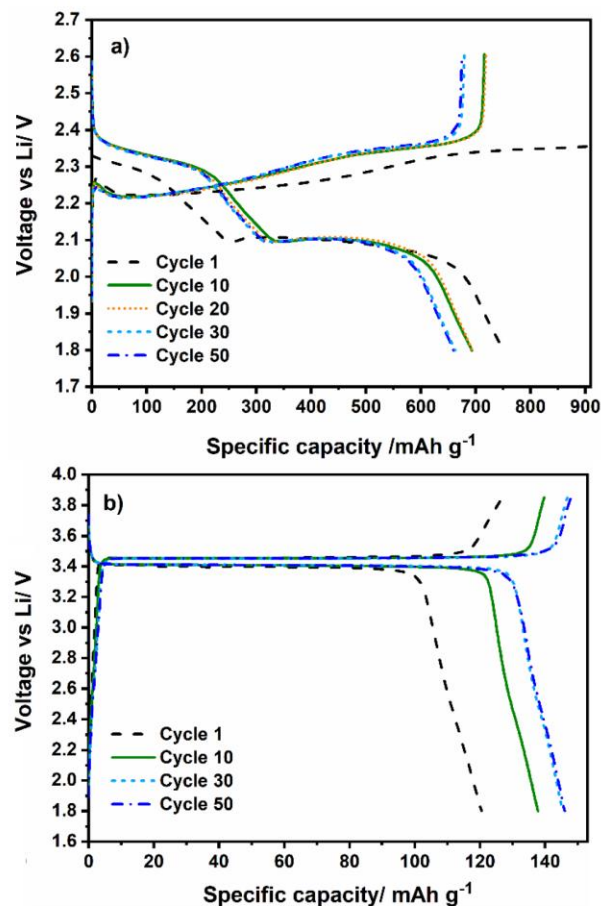 a)
2.7
2.6
2.5
2.4
2.3
2.2
2.1
2.0
1.9
1.8
1.7
Voltage vs Li/ V
Cycle 1
Cycle 10
Cycle 20
Cycle 30
Cycle 50
0 100 200 300 400 500 600 700 800 900
Specific capacity /mAh g⁻¹
b)
4.0
3.8
3.6
3.4
3.2
3.0
2.8
2.6
2.4
2.2
2.0
1.8
1.6
Voltage vs Li/ V
Cycle 1
Cycle 10
Cycle 30
Cycle 50
0 20 40 60 80 100 120 140
Specific capacity/ mAh g⁻¹